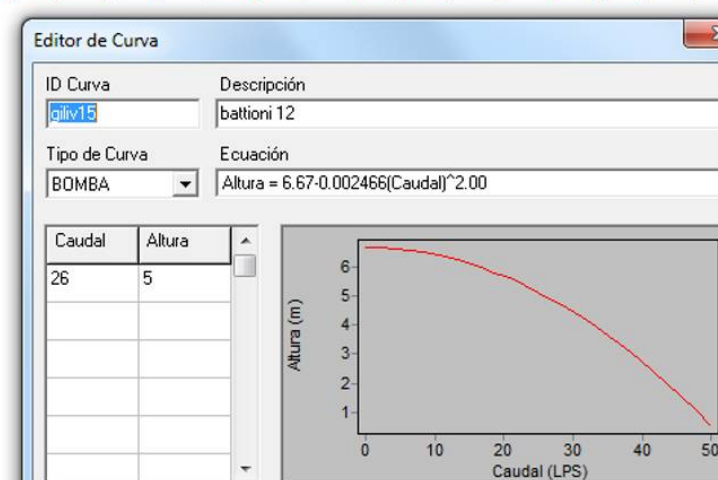 Editor de Curva
ID Curva Descripción
giliv15 battioni 12
Tipo de Curva Ecuación
BOMBA Altura = 6.67-0.002466(Caudal)^2.00
Caudal Altura
26 5
Altura (m)
6
5
4
3
2
1
0 10 20 30 40 50
Caudal (LPS)